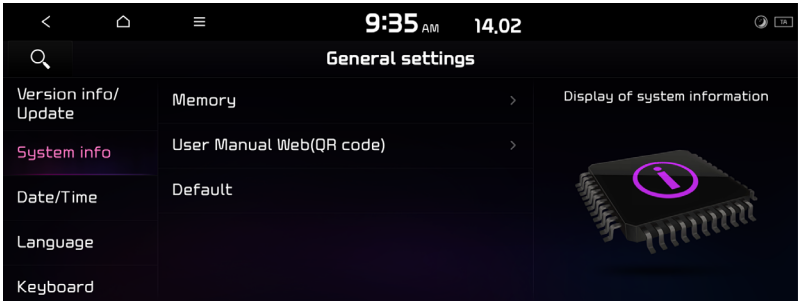 9:35 AM 14.02
General settings
Version info/
Update
System info
Date/Time
Language
Keyboard
Memory
User Manual Web(QR code)
Default
Display of system information
i